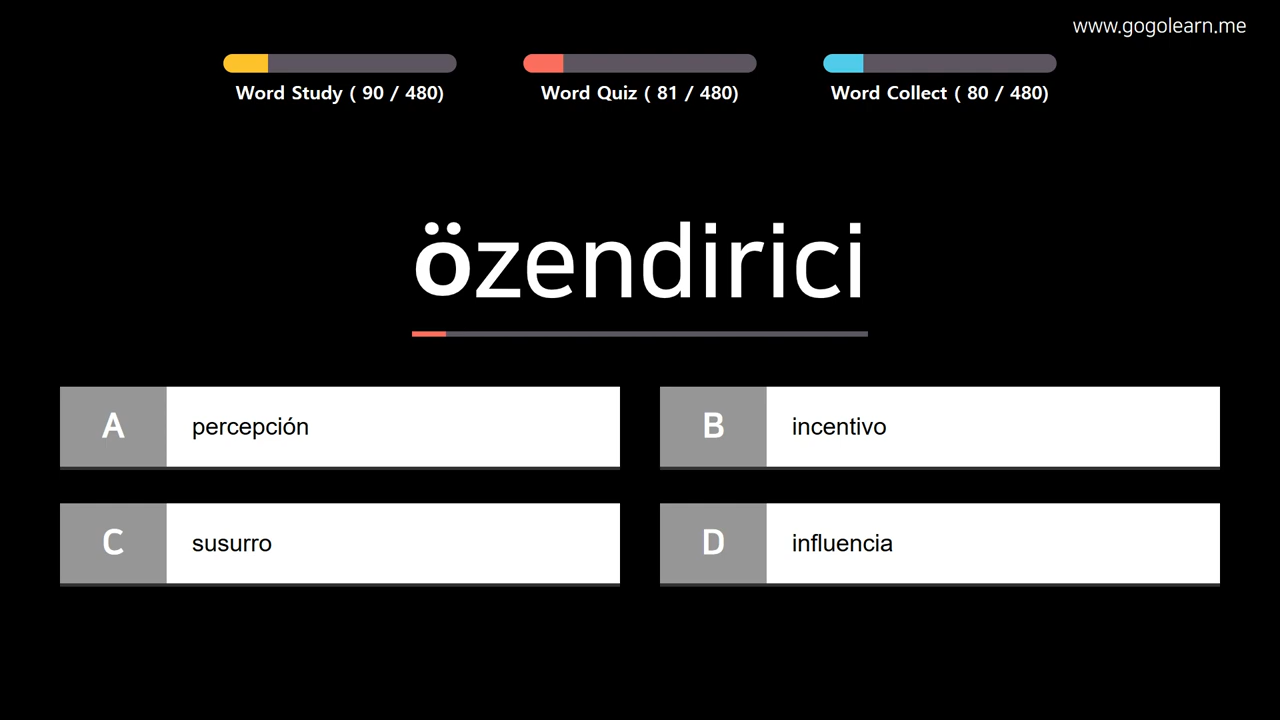 www.gogolearn.me
Word Study ( 90 / 480)
Word Quiz ( 81 / 480)
Word Collect ( 80 / 480)
özendirici
A percepción
B incentivo
C susurro
D influencia